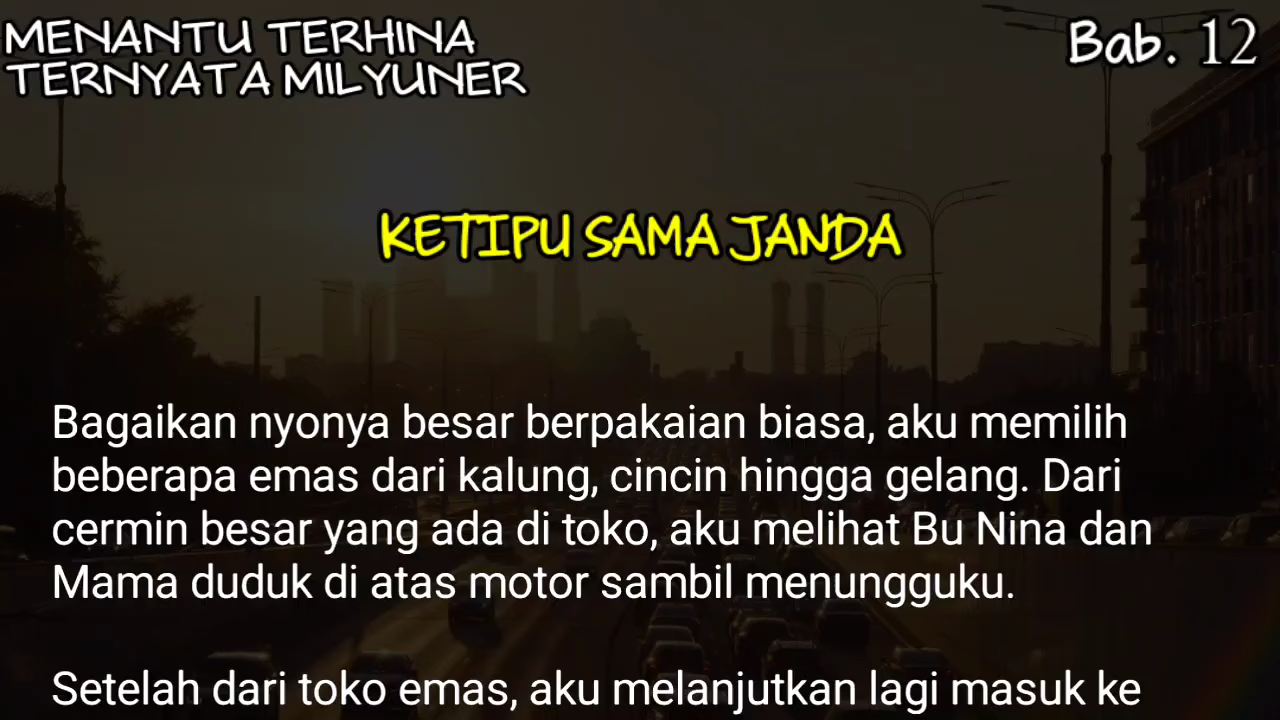 MENANTU TERHINA
TERNYATA MILYUNER
Bab. 12
KETIPU SAMA JANDA
Bagaikan nyonya besar berpakaian biasa, aku memilih
beberapa emas dari kalung, cincin hingga gelang. Dari
cermin besar yang ada di toko, aku melihat Bu Nina dan
Mama duduk di atas motor sambil menungguku.
Setelah dari toko emas, aku melanjutkan lagi masuk ke